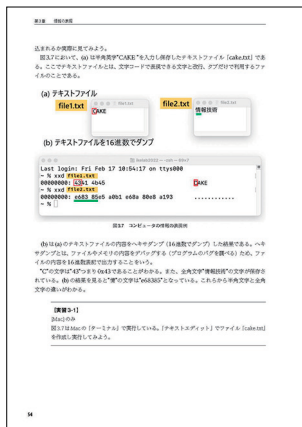 第3章　情報の表現
込まれるか実際に見てみよう。
図3.7において、(a) は半角英字"CAKE"を入力し保存したテキストファイル「cake.txt」であ
る。ここでテキストファイルとは、文字コードで表現できる文字と改行、タブだけで利用するファ
イルのことである。
(a) テキストファイル
file1.txt
file1.txt
CAKE
file2.txt
file2.txt
情報技術
(b) テキストファイルを16進数でダンプ
Last login: Fri Feb 17 10:54:17 on ttys000
~ % xxd file1.txt
00000000: 4341 4b45 CAKE
~ % xxd file2.txt
00000000: e683 85e5 a0b1 e68a 80e8 a193 ............
~ %
図3.7　コンピュータの情報の表現例
(b)は(a)のテキストファイルの内容をヘキサダンプ（16進数でダンプ）した結果である。ヘキ
サダンプとは、ファイルやメモリの内容をデバッグする（プログラムのバグを調べる）ため、ファ
イルの内容を16進数表現で出力することをいう。
"C"の文字は"43"つまり0x43であることがわかる。また、全角文字"情報技術"の文字が保存さ
れている。(b)の結果を見ると"情"の文字は"e68385"となっている。これらから半角文字と全角
文字の違いがわかる。
【実習3-1】
[Mac]のみ
図3.7はMacの「ターミナル」で実行している。「テキストエディット」でファイル「cake.txt」
を作成し実行してみよう。
54